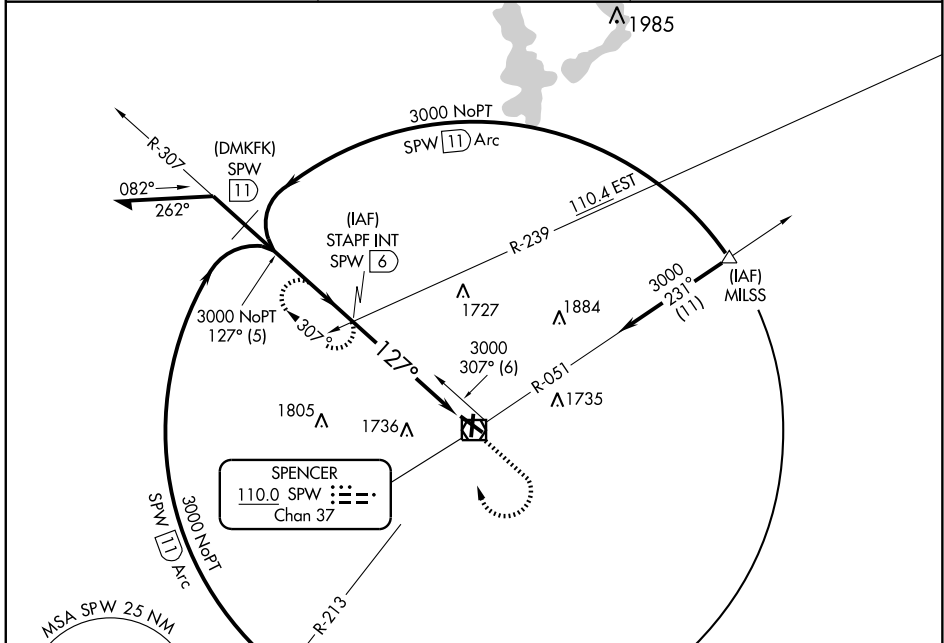 1985
3000 NoPT
SPW 11 Arc
R-307
(DMKFK)
SPW
11
082°
262°
110.4 EST
R-239
(IAF)
STAPF INT
SPW 6
(IAF)
MILSS
3000
231°
(11)
1727
1884
3000 NoPT
127° (5)
307°
127°
3000
307° (6)
R-051
1735
1805
1736
SPENCER
110.0 SPW
Chan 37
3000 NoPT
SPW 11 Arc
R-213
MSA SPW 25 NM